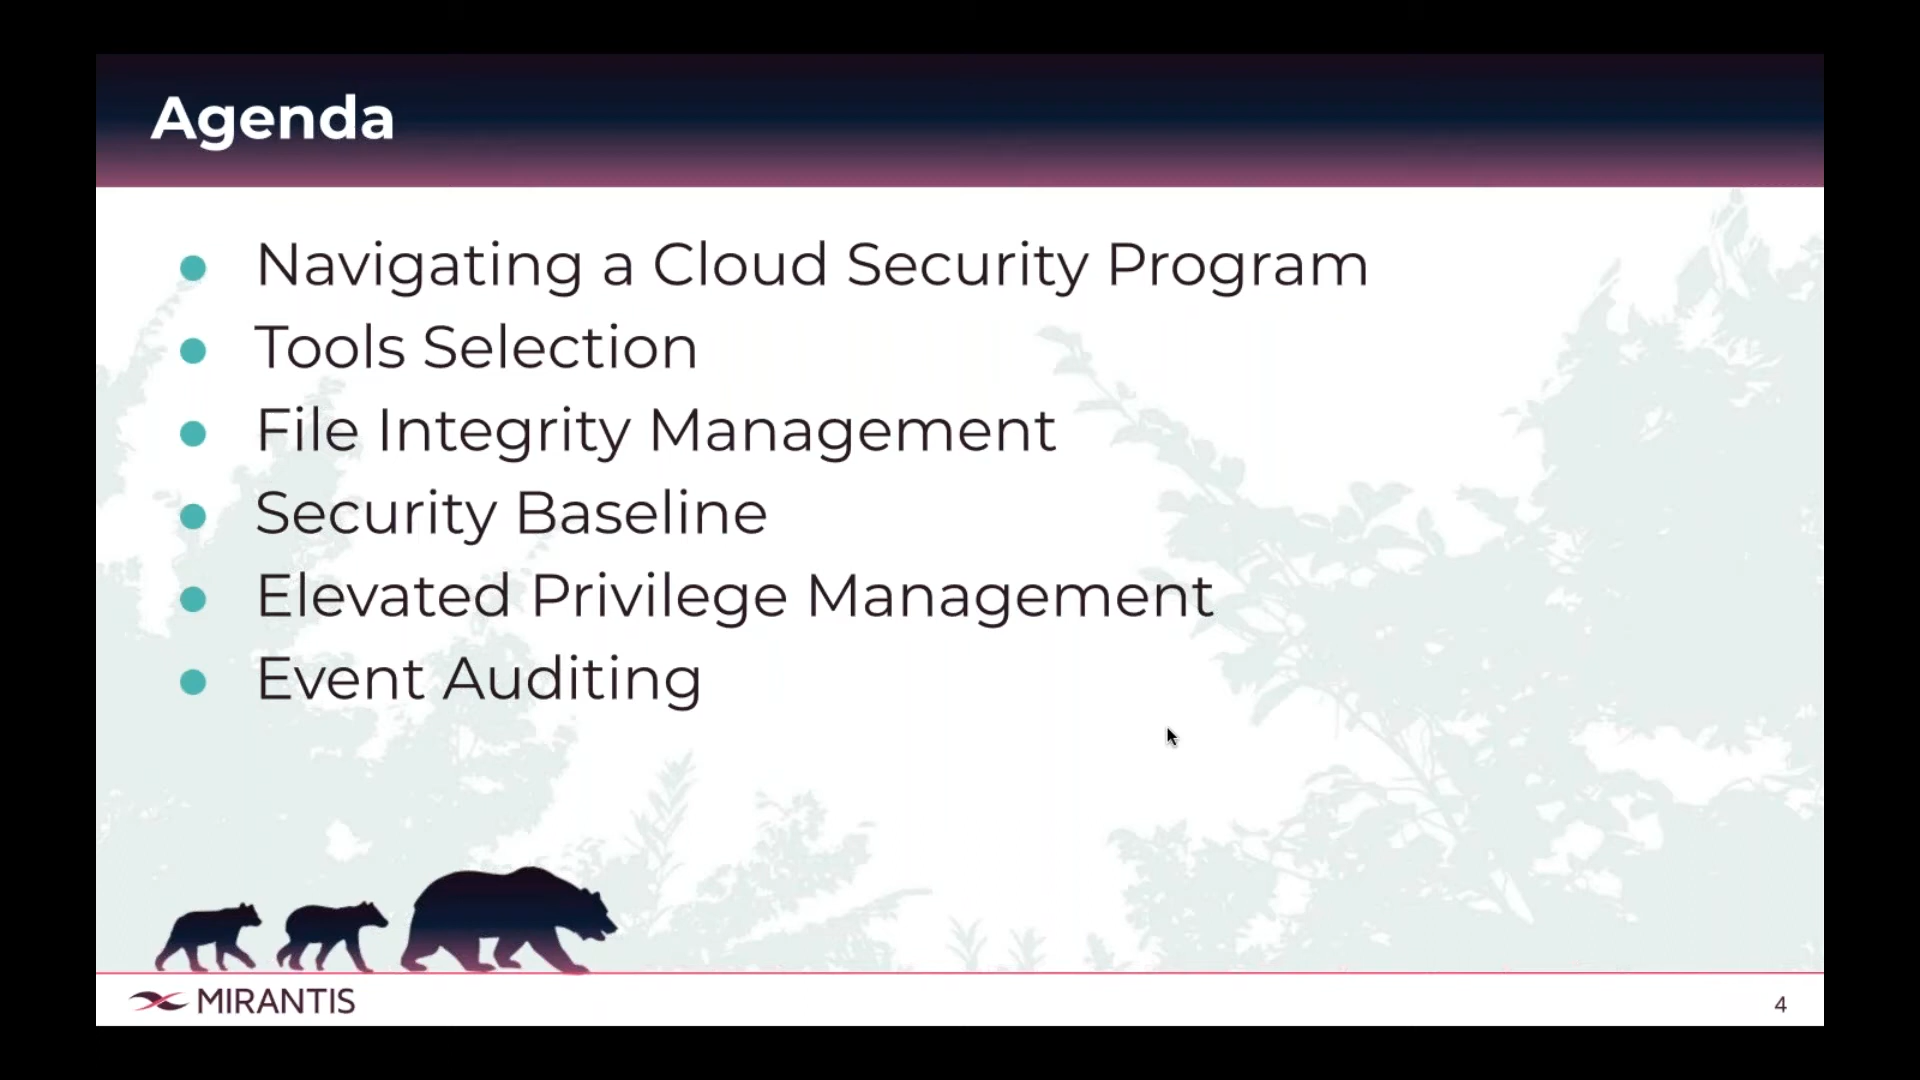 Agenda
Navigating a Cloud Security Program
Tools Selection
File Integrity Management
Security Baseline
Elevated Privilege Management
Event Auditing
MIRANTIS
4